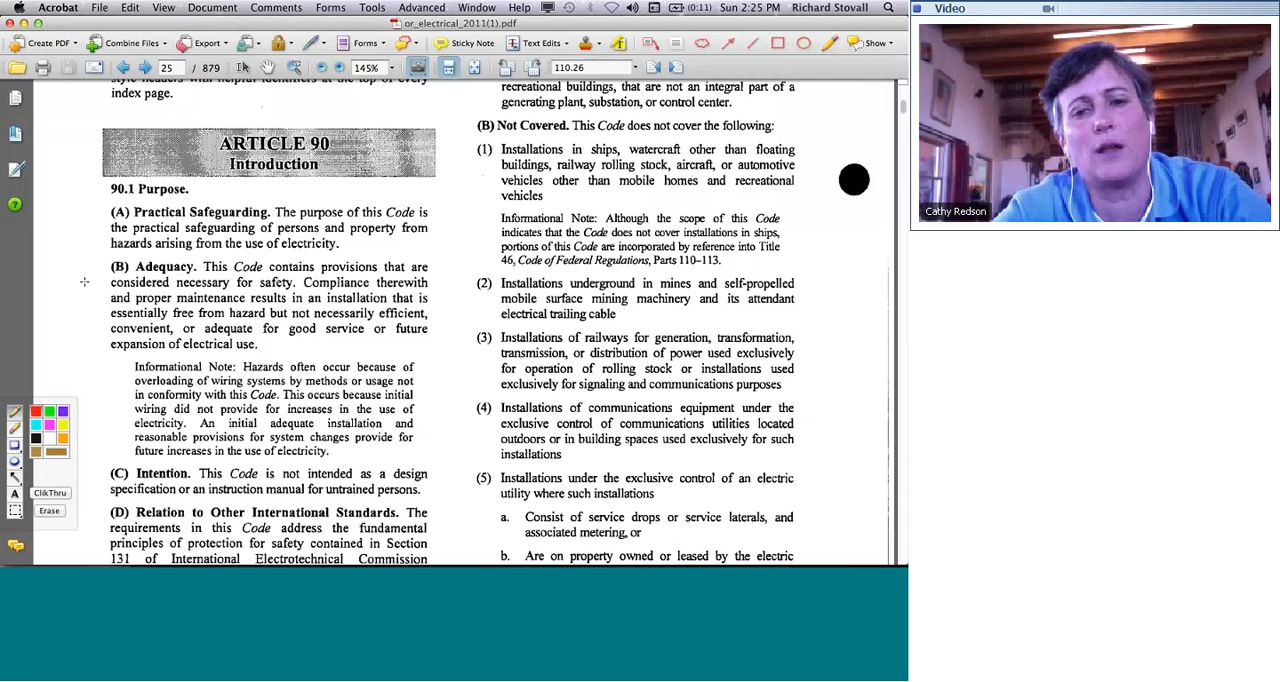 Acrobat File Edit View Document Comments Forms Tools Advanced Window Help (0:11) Sun 2:25 PM Richard Stovall
or_electrical_2011(1).pdf
Create PDF Combine Files Export Forms Sticky Note Text Edits Show
25 / 879 145% 110.26
index page.
ARTICLE 90
Introduction
90.1 Purpose.
(A) Practical Safeguarding. The purpose of this Code is
the practical safeguarding of persons and property from
hazards arising from the use of electricity.
(B) Adequacy. This Code contains provisions that are
considered necessary for safety. Compliance therewith
and proper maintenance results in an installation that is
essentially free from hazard but not necessarily efficient,
convenient, or adequate for good service or future
expansion of electrical use.
Informational Note: Hazards often occur because of
overloading of wiring systems by methods or usage not
in conformity with this Code. This occurs because initial
wiring did not provide for increases in the use of
electricity. An initial adequate installation and
reasonable provisions for system changes provide for
future increases in the use of electricity.
(C) Intention. This Code is not intended as a design
specification or an instruction manual for untrained persons.
(D) Relation to Other International Standards. The
requirements in this Code address the fundamental
principles of protection for safety contained in Section
131 of International Electrotechnical Commission
recreational buildings, that are not an integral part of a
generating plant, substation, or control center.
(B) Not Covered. This Code does not cover the following:
(1) Installations in ships, watercraft other than floating
buildings, railway rolling stock, aircraft, or automotive
vehicles other than mobile homes and recreational
vehicles
Informational Note: Although the scope of this Code
indicates that the Code does not cover installations in ships,
portions of this Code are incorporated by reference into Title
46, Code of Federal Regulations, Parts 110–113.
(2) Installations underground in mines and self-propelled
mobile surface mining machinery and its attendant
electrical trailing cable
(3) Installations of railways for generation, transformation,
transmission, or distribution of power used exclusively
for operation of rolling stock or installations used
exclusively for signaling and communications purposes
(4) Installations of communications equipment under the
exclusive control of communications utilities located
outdoors or in building spaces used exclusively for such
installations
(5) Installations under the exclusive control of an electric
utility where such installations
a. Consist of service drops or service laterals, and
associated metering, or
b. Are on property owned or leased by the electric
A
ClikThru
Erase
Video
Cathy Redson